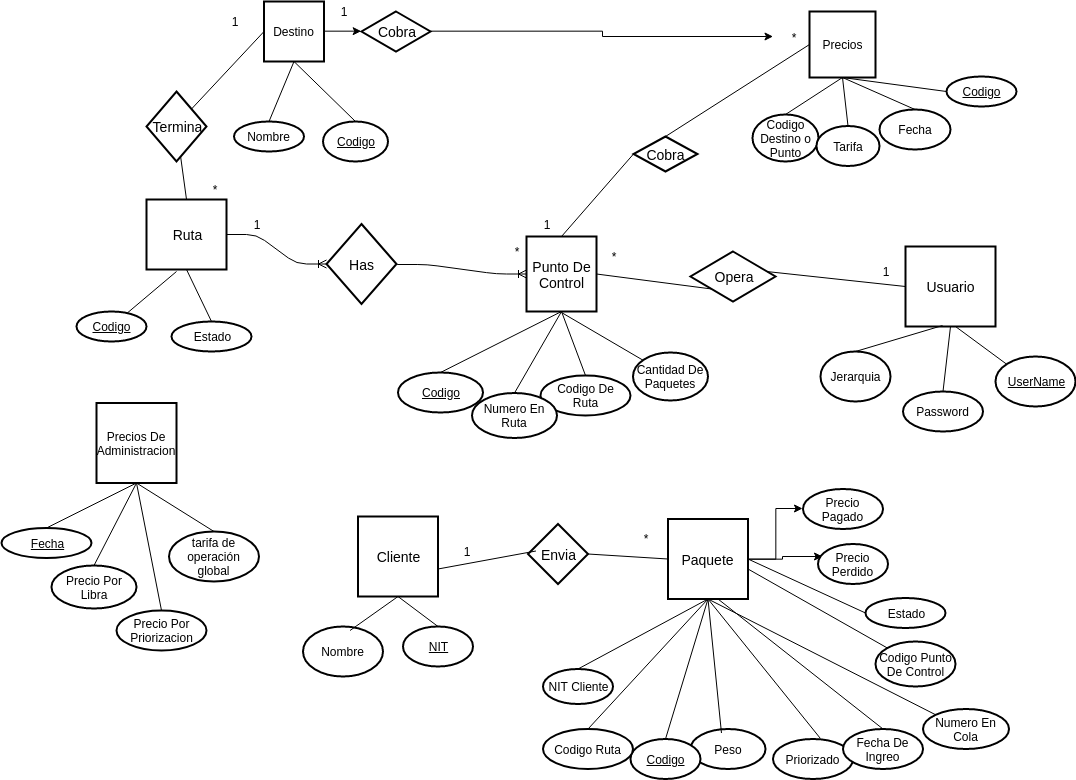 1
Destino
1
Cobra
*
Precios
Termina
Nombre
Codigo
Codigo
Destino o
Punto
Tarifa
Fecha
Codigo
Cobra
*
Ruta
1
Has
*
1
Punto De
Control
*
Opera
1
Usuario
Codigo
Estado
Codigo
Numero En
Ruta
Codigo De
Ruta
Cantidad De
Paquetes
Jerarquia
Password
UserName
Precios De
Administracion
Fecha
Precio Por
Libra
Precio Por
Priorizacion
tarifa de
operación
global
Cliente
1
Envia
*
Paquete
Precio
Pagado
Precio
Perdido
Estado
Codigo Punto
De Control
Nombre
NIT
NIT Cliente
Codigo Ruta
Codigo
Peso
Priorizado
Fecha De
Ingreo
Numero En
Cola